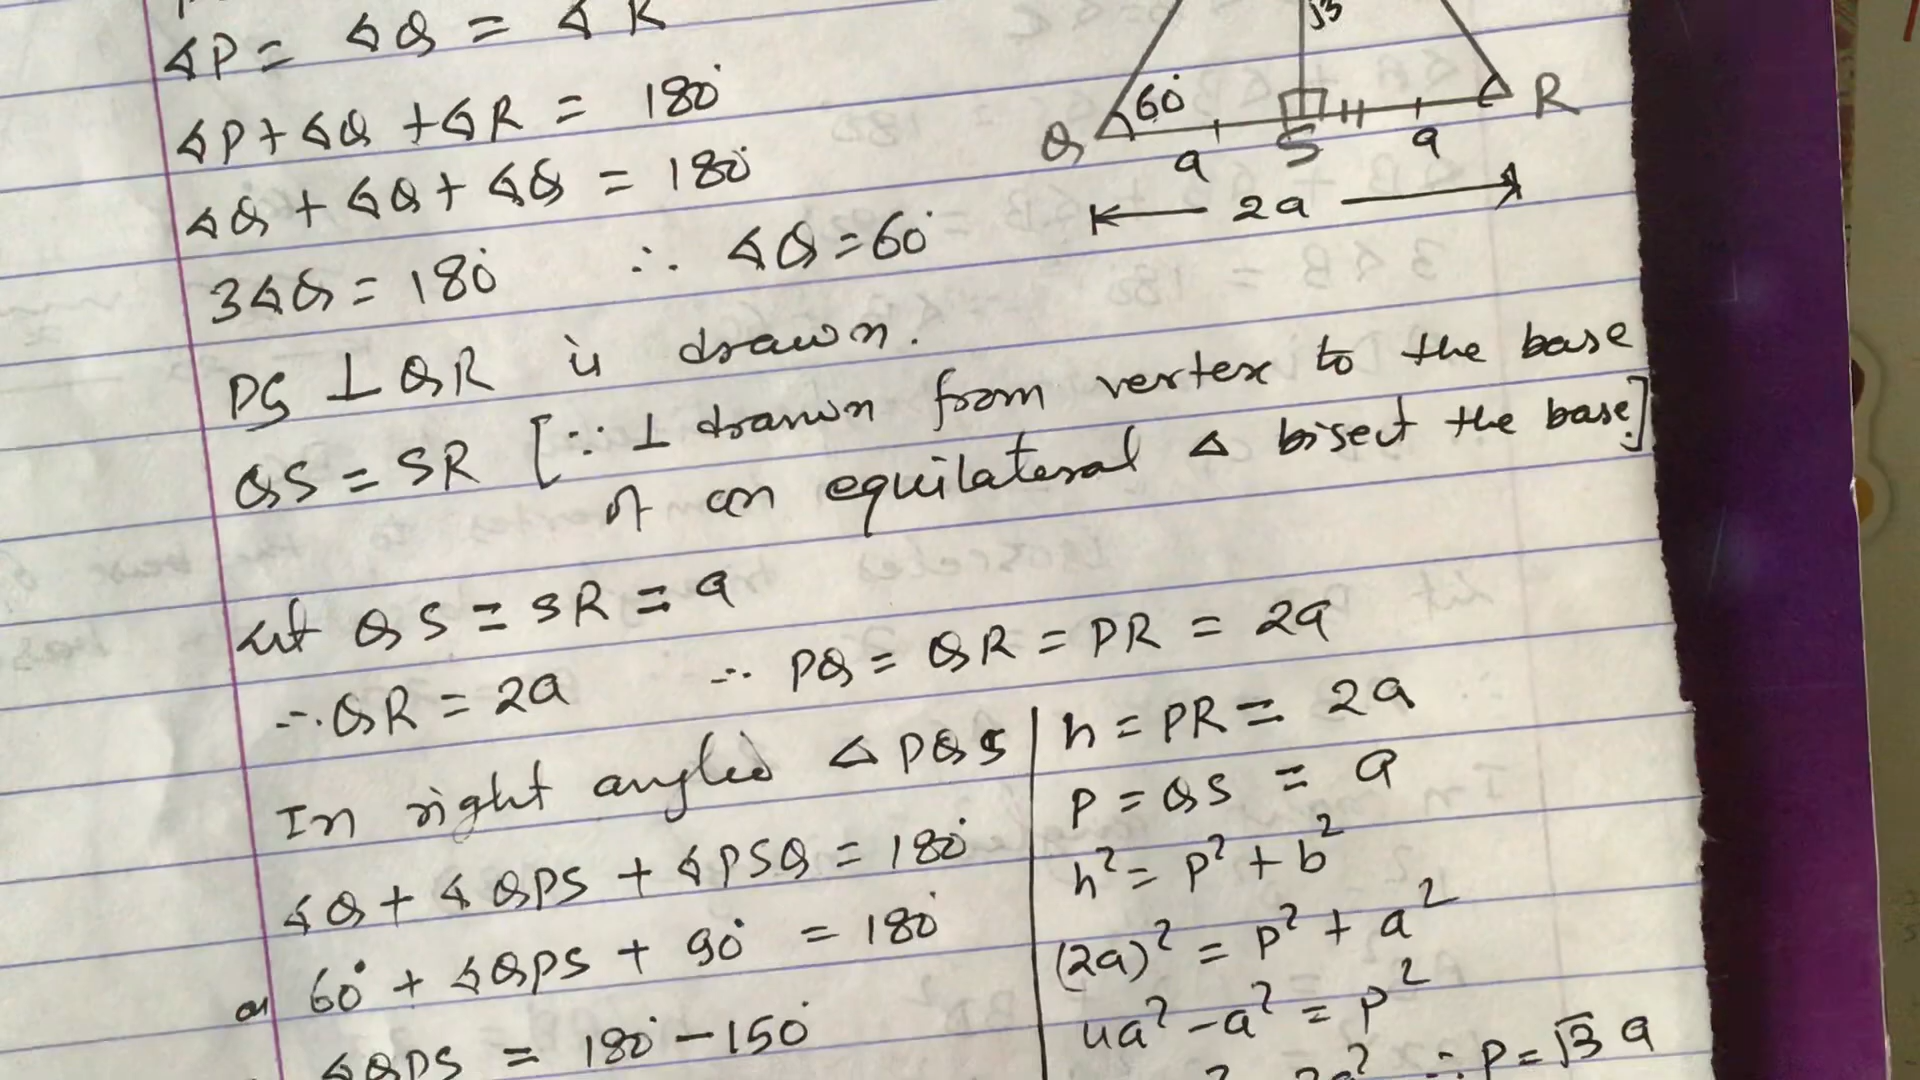 ∠P = ∠Q = ∠R
∠P + ∠Q + ∠R = 180°
∠Q + ∠Q + ∠Q = 180°
3∠Q = 180° ∴ ∠Q = 60°
√3
60°
Q S R
a a
2a
PS ⊥ QR is drawn.
QS = SR [∵ ⊥ drawn from vertex to the base
of an equilateral Δ bisect the base.]
Let QS = SR = a
∴ QR = 2a ∴ PQ = QR = PR = 2a
In right angled Δ PQS
∠Q + ∠QPS + ∠PSQ = 180°
or 60° + ∠QPS + 90° = 180°
∠QPS = 180° - 150°
h = PR = 2a
p = QS = a
h² = p² + b²
(2a)² = p² + a²
4a² - a² = p²
∴ p = √3 a